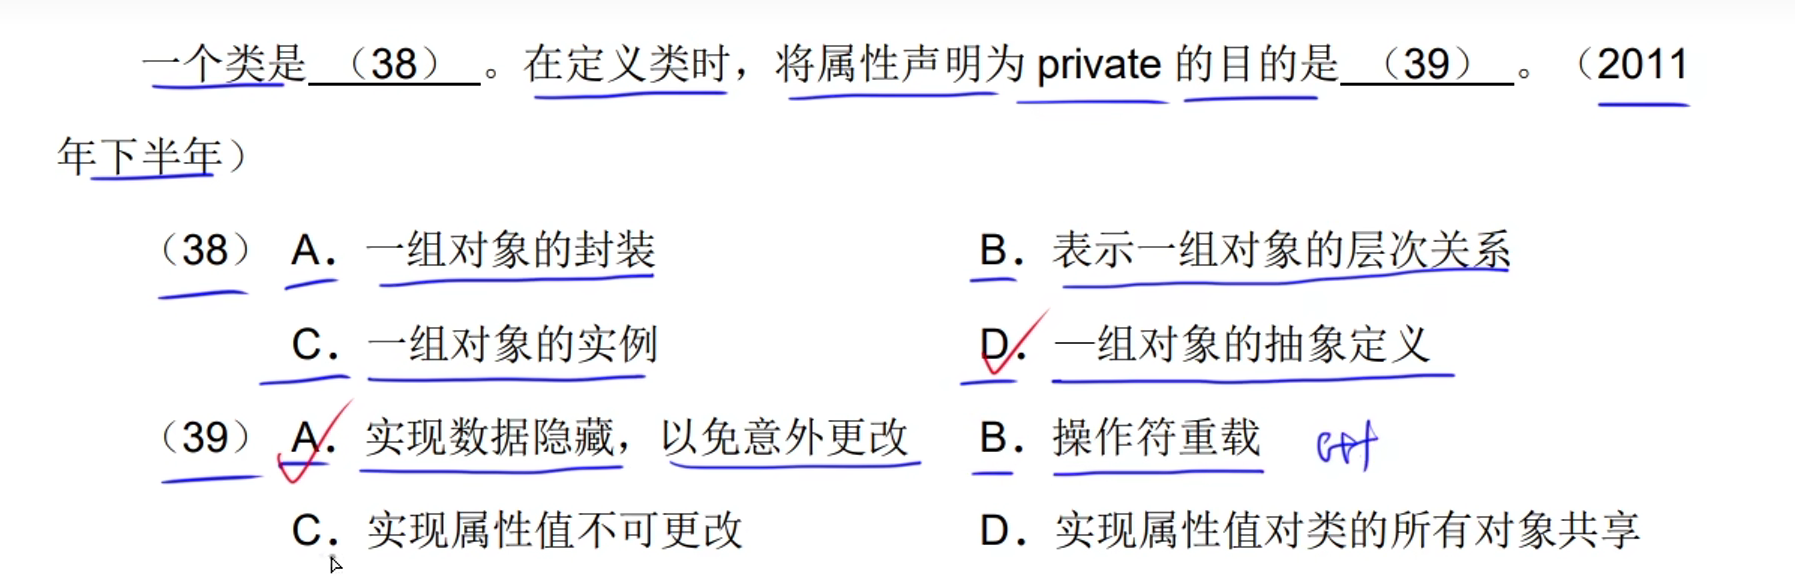 一个类是 （38） 。在定义类时，将属性声明为 private 的目的是 （39） 。（2011
年下半年）
（38） A． 一组对象的封装 B． 表示一组对象的层次关系
C． 一组对象的实例 D． 一组对象的抽象定义
（39） A． 实现数据隐藏，以免意外更改 B． 操作符重载
C． 实现属性值不可更改 D． 实现属性值对类的所有对象共享